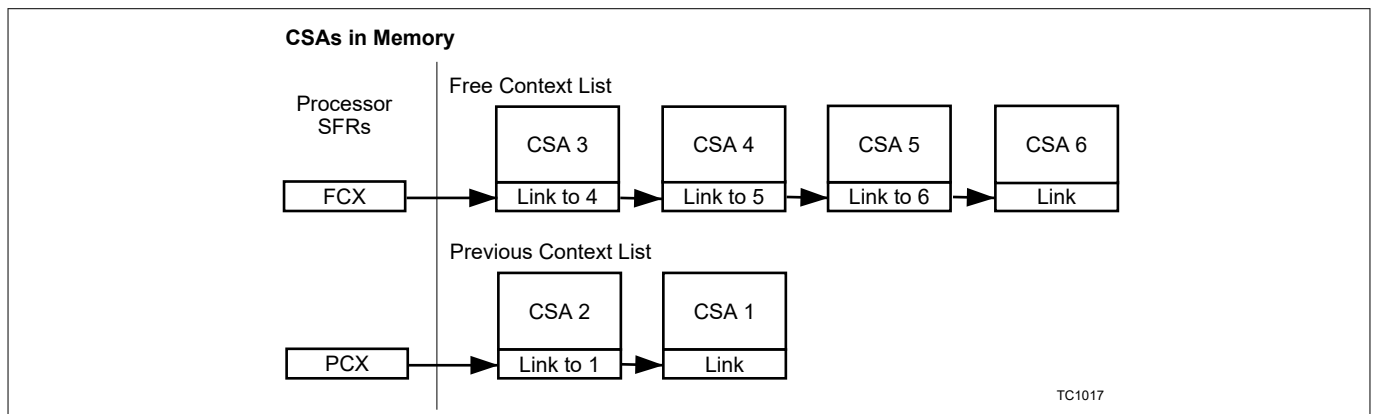 CSAs in Memory
Processor
SFRs
Free Context List
CSA 3
CSA 4
CSA 5
CSA 6
FCX
Link to 4
Link to 5
Link to 6
Link
Previous Context List
CSA 2
CSA 1
PCX
Link to 1
Link
TC1017